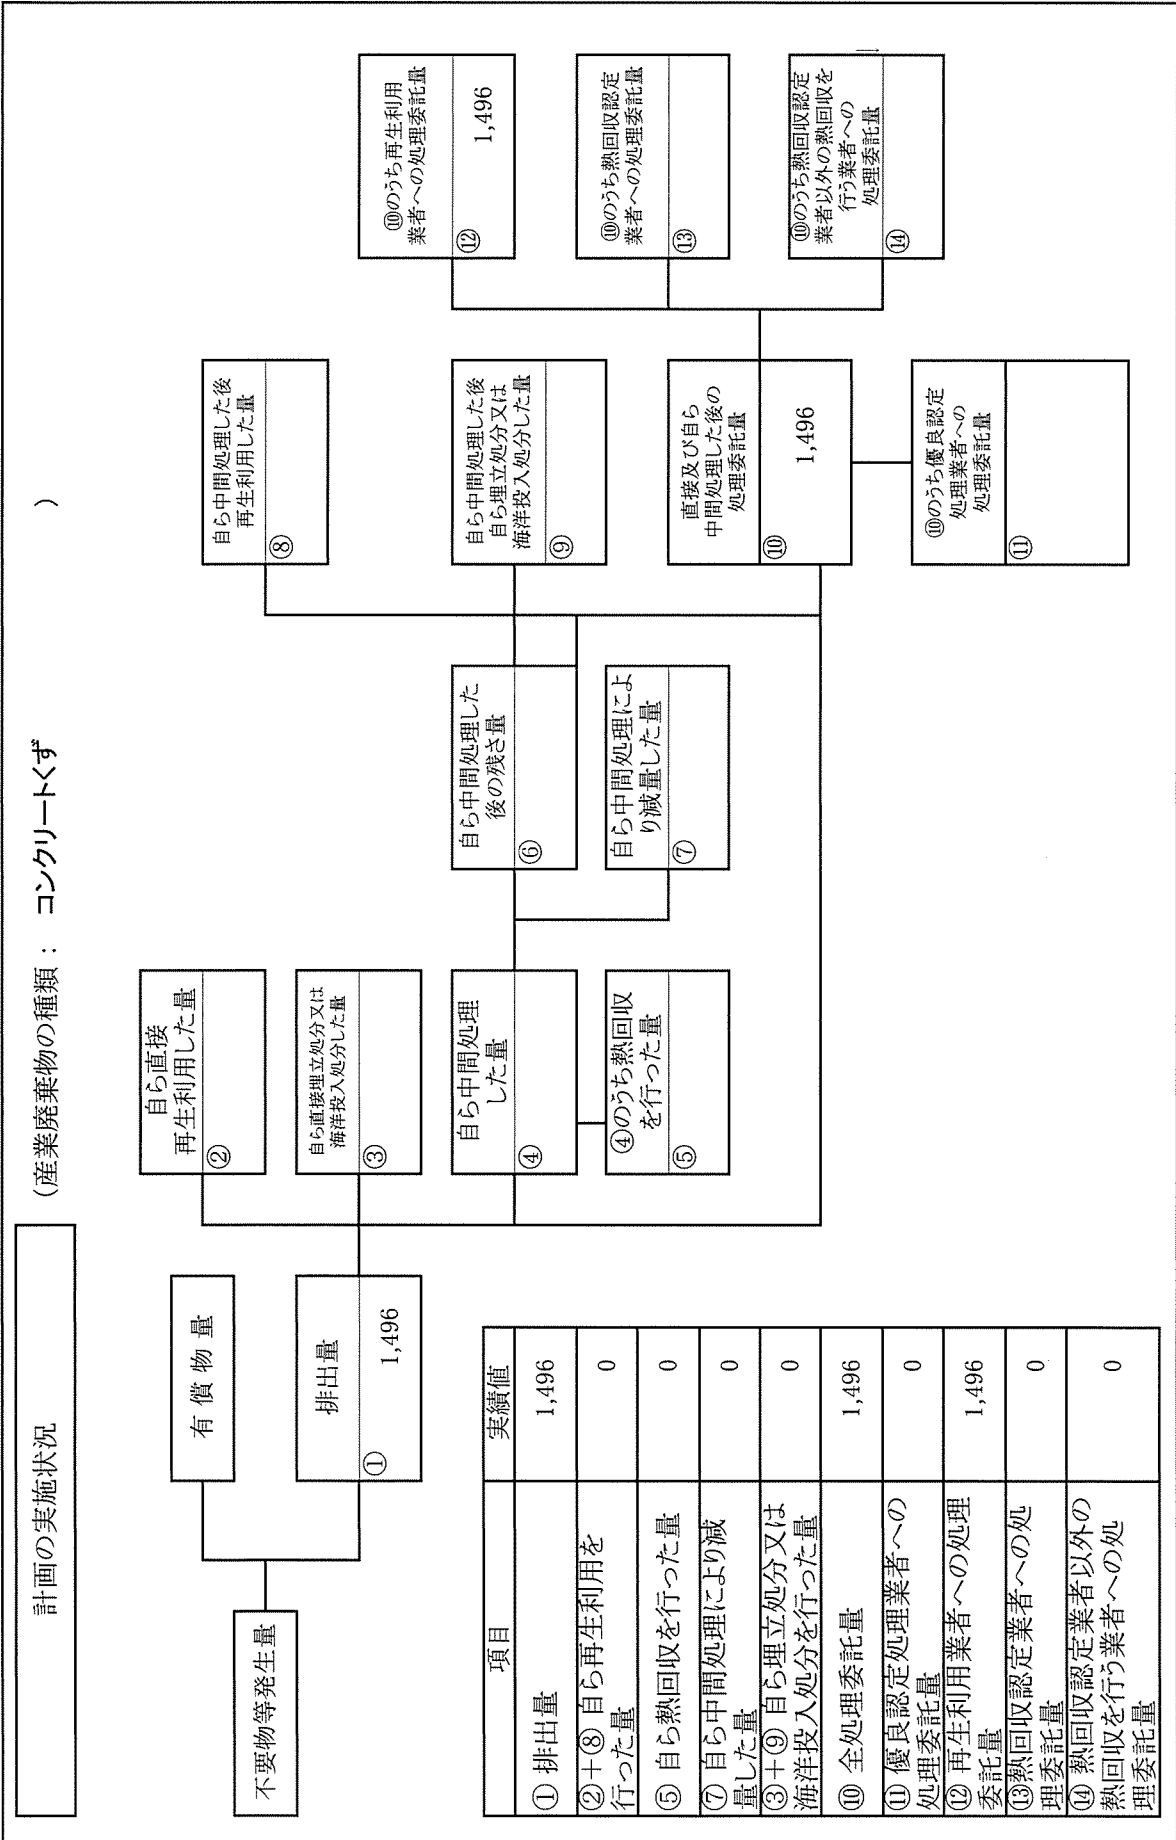 計画の実施状況
(産業廃棄物の種類: コンクリートくず )
不要物等発生量
有償物量
排出量
① 1,496
自ら直接
再生利用した量
②
自ら直接埋立処分又は
海洋投入処分した量
③
自ら中間処理
した量
④
④のうち熱回収
を行った量
⑤
自ら中間処理した
後の残さ量
⑥
自ら中間処理によ
り減量した量
⑦
自ら中間処理した後
再生利用した量
⑧
自ら中間処理した後
自ら埋立処分又は
海洋投入処分した量
⑨
直接及び自ら
中間処理した後の
処理委託量
⑩ 1,496
⑩のうち優良認定
処理業者への
処理委託量
⑪
⑩のうち再生利用
業者への処理委託量
⑫ 1,496
⑩のうち熱回収認定
業者への処理委託量
⑬
⑩のうち熱回収認定
業者以外の熱回収を
行う業者への
処理委託量
⑭
項目 実績値
① 排出量 1,496
②+⑧ 自ら再生利用を
行った量 0
⑤ 自ら熱回収を行った量 0
⑦ 自ら中間処理により減
量した量 0
③+⑨ 自ら埋立処分又は
海洋投入処分を行った量 0
⑩ 全処理委託量 1,496
⑪ 優良認定処理業者への
処理委託量 0
⑫ 再生利用業者への処理
委託量 1,496
⑬熱回収認定業者への処
理委託量 0
⑭ 熱回収認定業者以外の
熱回収を行う業者への処
理委託量 0